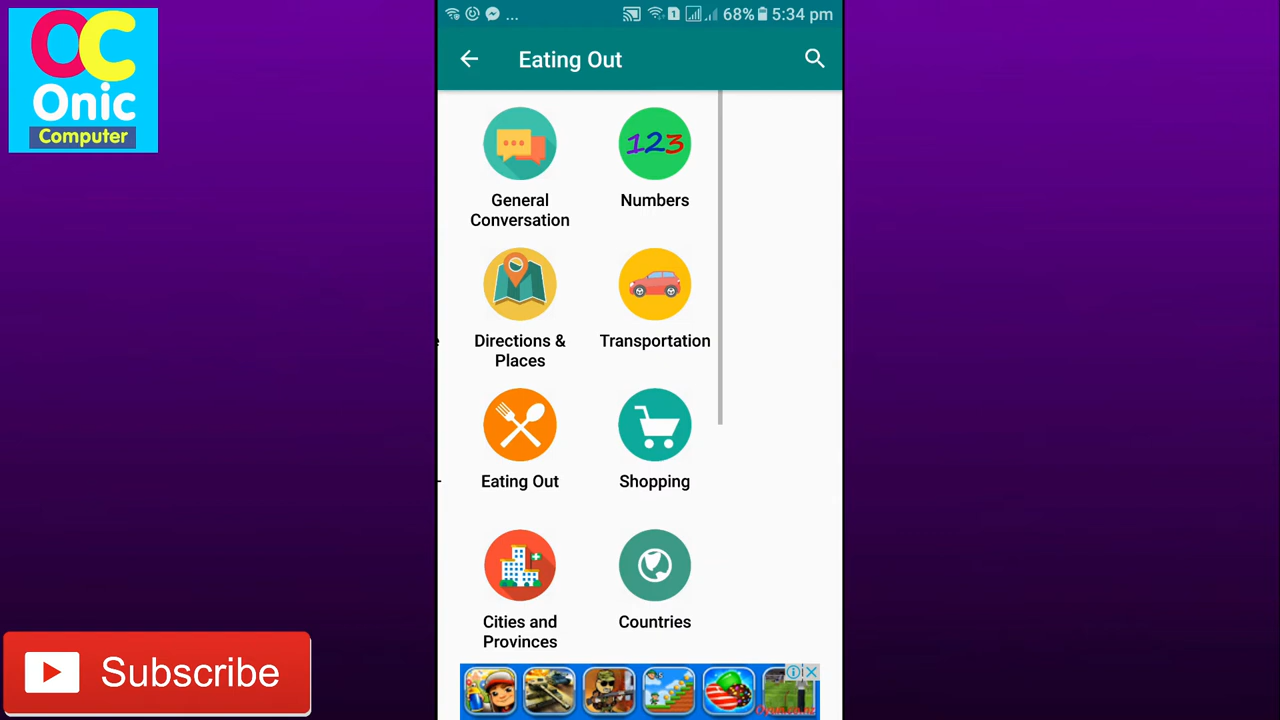 OC
Onic
Computer
... 1 68% 5:34 pm
Eating Out
General
Conversation
123
Numbers
Directions &
Places
Transportation
Eating Out
Shopping
Cities and
Provinces
Countries
Subscribe